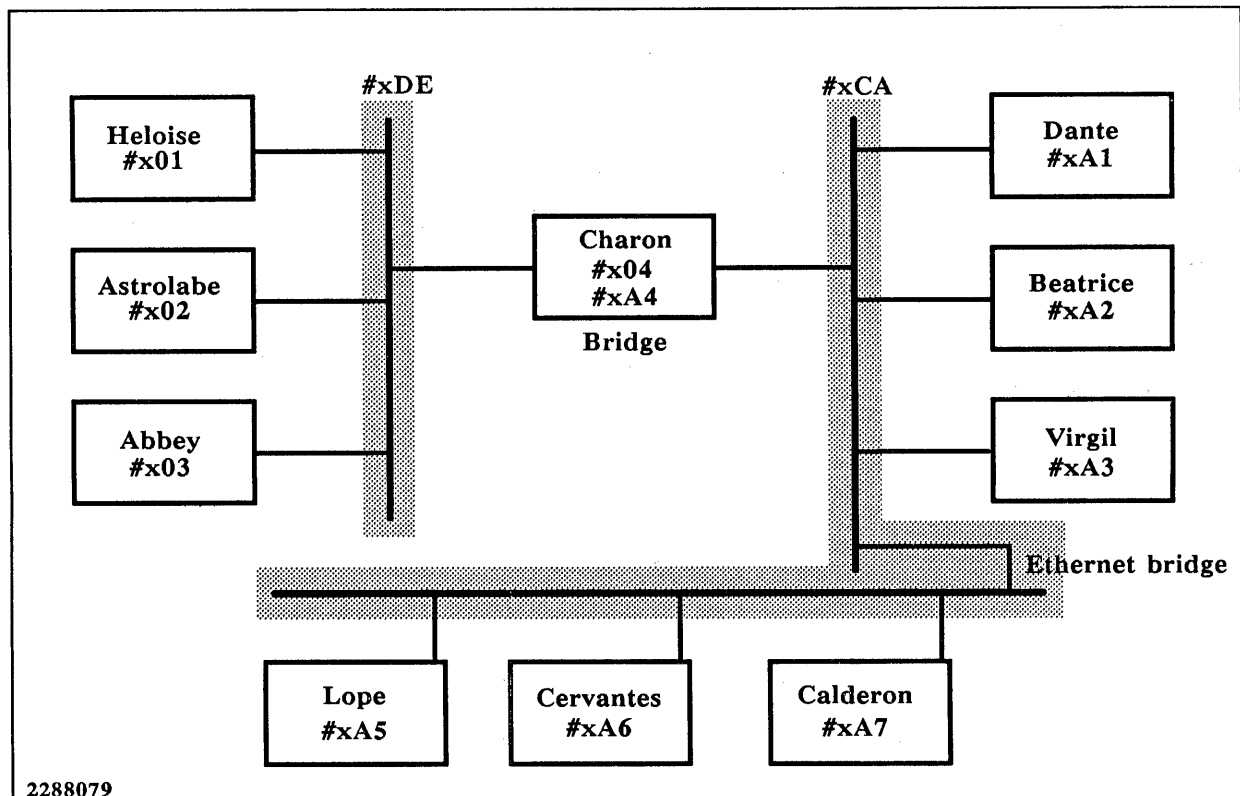 #xDE
#xCA
Heloise
#x01
Dante
#xA1
Charon
#x04
#xA4
Bridge
Astrolabe
#x02
Beatrice
#xA2
Abbey
#x03
Virgil
#xA3
Ethernet bridge
Lope
#xA5
Cervantes
#xA6
Calderon
#xA7
2288079